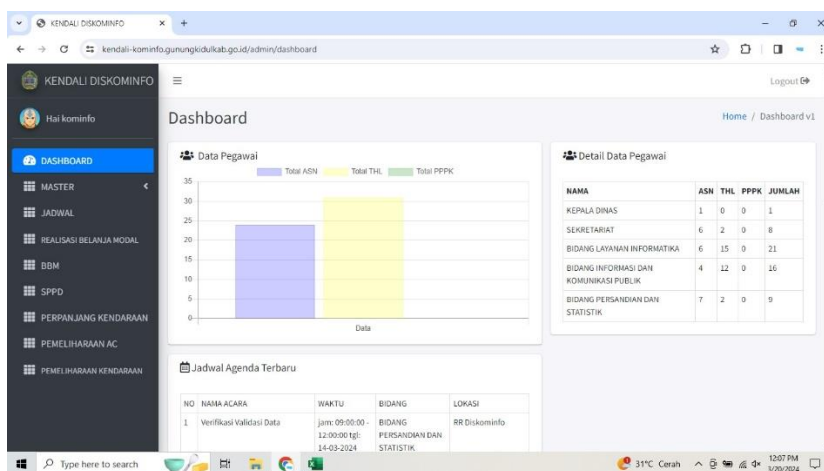 KENDALI DISKOMINFO
kendali-kominfo.gunungkidulkab.go.id/admin/dashboard
KENDALI DISKOMINFO
Logout
Hai kominfo
Dashboard
Home / Dashboard v1
DASHBOARD
MASTER
JADWAL
REALISASI BELANJA MODAL
BBM
SPPD
PERPANJANG KENDARAAN
PEMELIHARAAN AC
PEMELIHARAAN KENDARAAN
Data Pegawai
Total ASN Total THL Total PPPK
35
30
25
20
15
10
5
0
Data
Detail Data Pegawai
NAMA ASN THL PPPK JUMLAH
KEPALA DINAS 1 0 0 1
SEKRETARIAT 6 2 0 8
BIDANG LAYANAN INFORMATIKA 6 15 0 21
BIDANG INFORMASI DAN 4 12 0 16
KOMUNIKASI PUBLIK
BIDANG PERSANDIAN DAN 7 2 0 9
STATISTIK
Jadwal Agenda Terbaru
NO NAMA ACARA WAKTU BIDANG LOKASI
1 Verifikasi Validasi Data jam: 09:00:00 - BIDANG RR Diskominfo
12:00:00 tgl: PERSANDIAN DAN
14-03-2024 STATISTIK
Type here to search
31°C Cerah
12:07 PM
3/20/2024